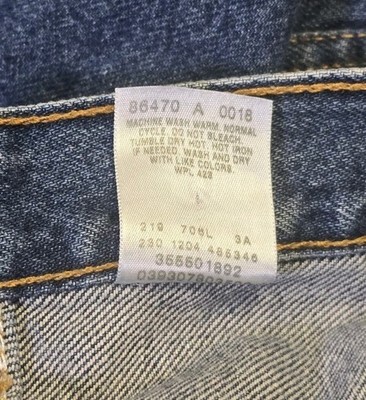 86470 A 0018
MACHINE WASH WARM, NORMAL
CYCLE. DO NOT BLEACH.
TUMBLE DRY HOT. HOT IRON
IF NEEDED. WASH AND DRY
WITH LIKE COLORS.
WPL 423
219 706L 3A
230 1204 485346
355501892